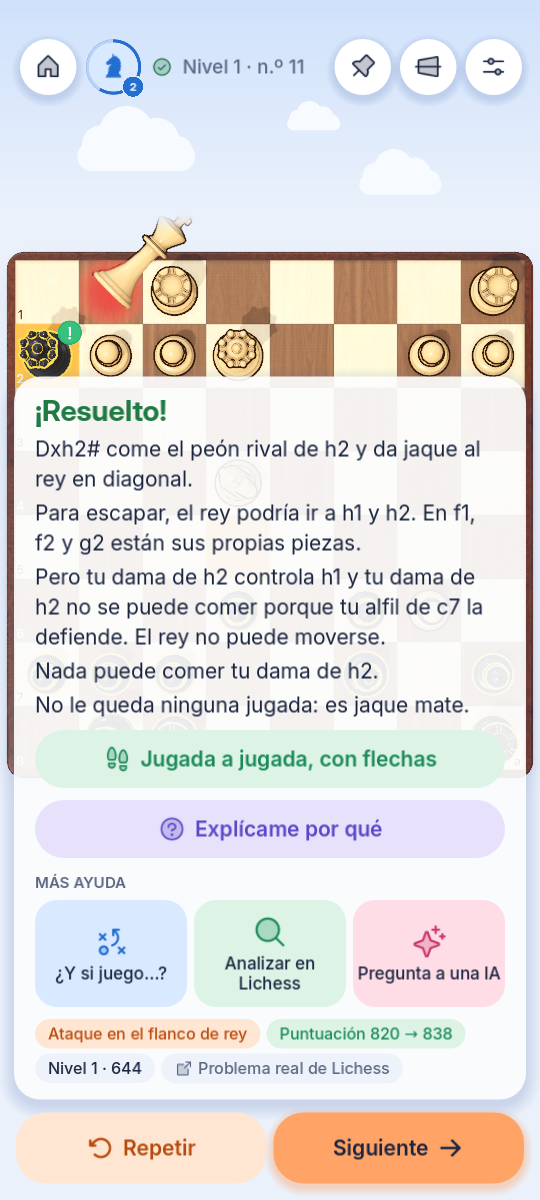 2
Nivel 1 · n.º 11
1
!
2
¡Resuelto!
Dxh2# come el peón rival de h2 y da jaque al
rey en diagonal.
Para escapar, el rey podría ir a h1 y h2. En f1,
f2 y g2 están sus propias piezas.
Pero tu dama de h2 controla h1 y tu dama de
h2 no se puede comer porque tu alfil de c7 la
defiende. El rey no puede moverse.
Nada puede comer tu dama de h2.
No le queda ninguna jugada: es jaque mate.
Jugada a jugada, con flechas
Explícame por qué
MÁS AYUDA
¿Y si juego...?
Analizar en
Lichess
Pregunta a una IA
Ataque en el flanco de rey
Puntuación 820 → 838
Nivel 1 · 644
Problema real de Lichess
Repetir
Siguiente →